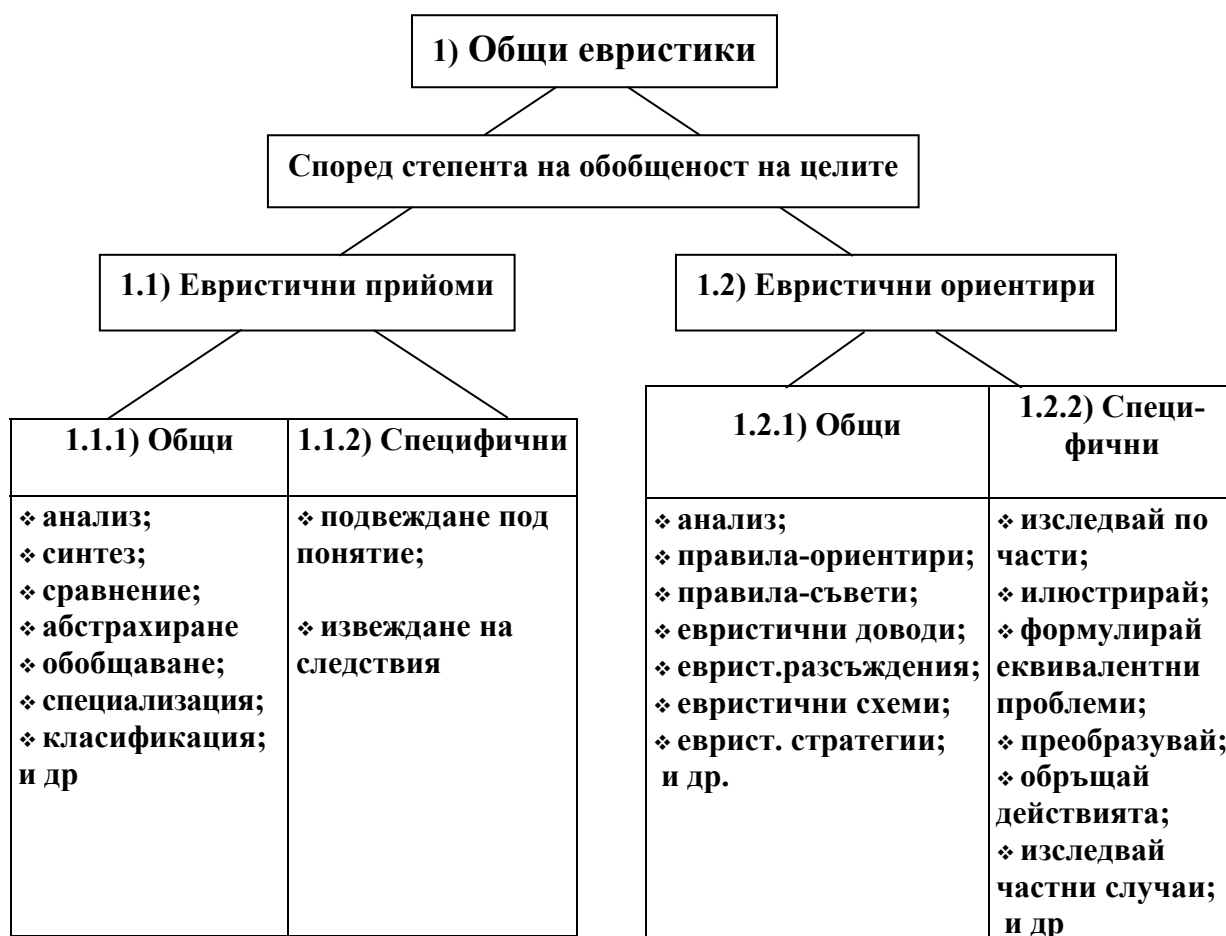 1) Общи евристики
Според степента на обобщеност на целите
1.1) Евристични прийоми
1.2) Евристични ориентири
1.1.1) Общи
❖ анализ;
❖ синтез;
❖ сравнение;
❖ абстрахиране
❖ обобщаване;
❖ специализация;
❖ класификация;
и др
1.1.2) Специфични
❖ подвеждане под
понятие;
❖ извеждане на
следствия
1.2.1) Общи
❖ анализ;
❖ правила-ориентири;
❖ правила-съвети;
❖ евристични доводи;
❖ еврист.разсъждения;
❖ евристични схеми;
❖ еврист. стратегии;
и др.
1.2.2) Специ-
фични
❖ изследвай по
части;
❖ илюстрирай;
❖ формулирай
еквивалентни
проблеми;
❖ преобразувай;
❖ обръщай
действията;
❖ изследвай
частни случаи;
и др